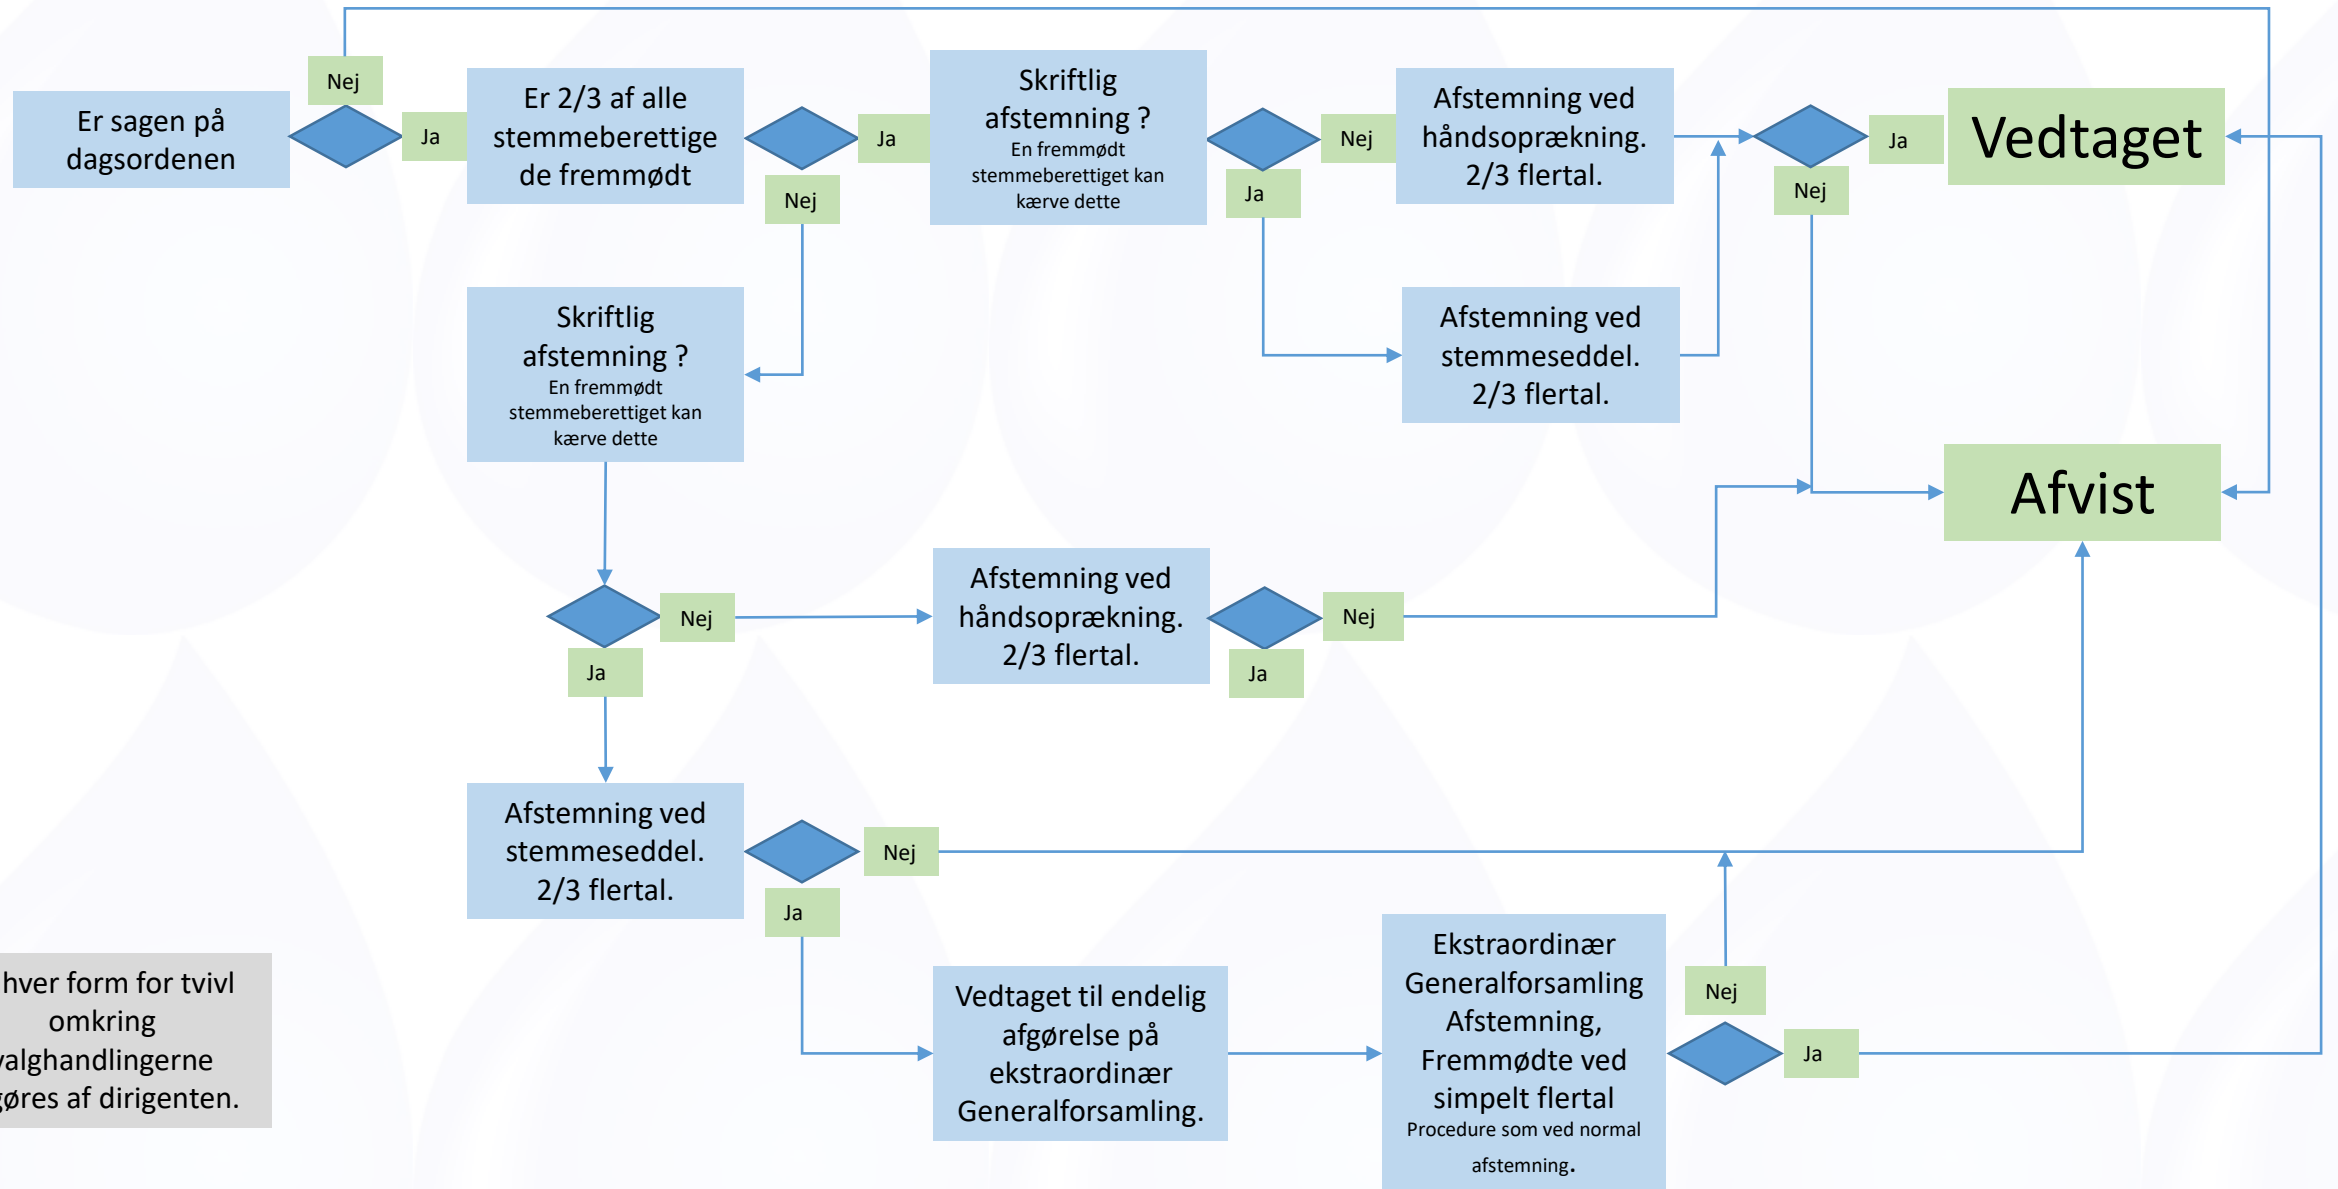 Nej
Er sagen på
dagsordenen
Ja
Er 2/3 af alle
stemmeberettige
de fremmødt
Ja
Nej
Skriftlig
afstemning ?
En fremmødt
stemmeberettiget kan
kærve dette
Nej
Ja
Afstemning ved
håndsoprækning.
2/3 flertal.
Ja
Nej
Vedtaget
Skriftlig
afstemning ?
En fremmødt
stemmeberettiget kan
kærve dette
Afstemning ved
stemmeseddel.
2/3 flertal.
Afvist
Nej
Ja
Afstemning ved
håndsoprækning.
2/3 flertal.
Nej
Ja
Afstemning ved
stemmeseddel.
2/3 flertal.
Nej
Ja
hver form for tvivl
omkring
valghandlingerne
gøres af dirigenten.
Vedtaget til endelig
afgørelse på
ekstraordinær
Generalforsamling.
Ekstraordinær
Generalforsamling
Afstemning,
Fremmødte ved
simpelt flertal
Procedure som ved normal
afstemning.
Nej
Ja